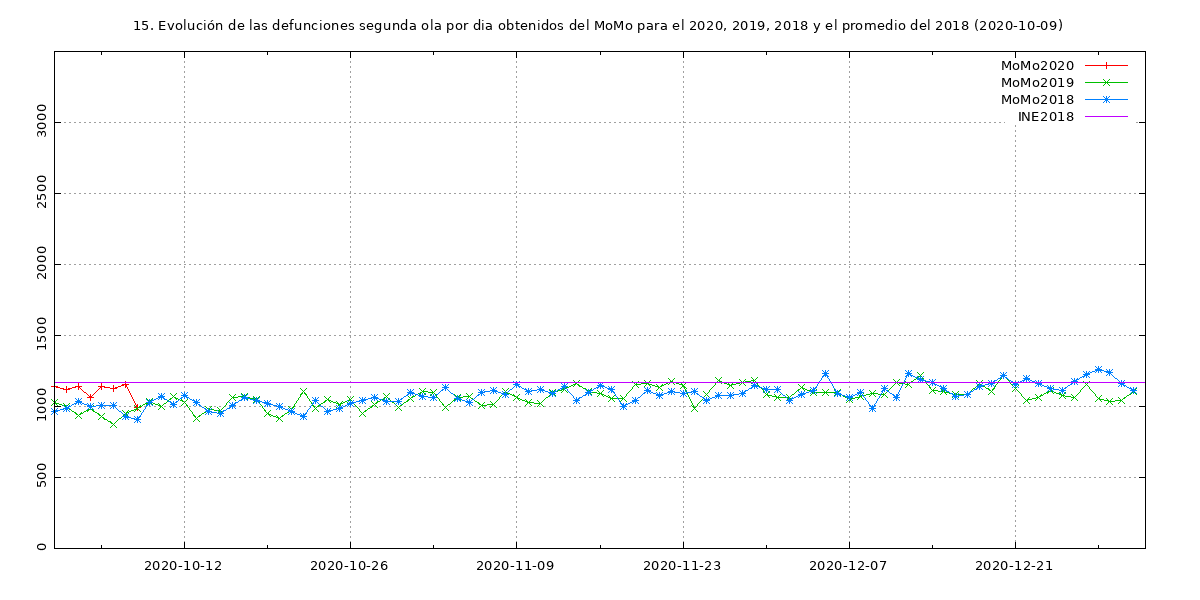 15. Evolución de las defunciones segunda ola por dia obtenidos del MoMo para el 2020, 2019, 2018 y el promedio del 2018 (2020-10-09)
MoMo2020
MoMo2019
MoMo2018
INE2018
3000
2500
2000
1500
1000
500
0
2020-10-12 2020-10-26 2020-11-09 2020-11-23 2020-12-07 2020-12-21